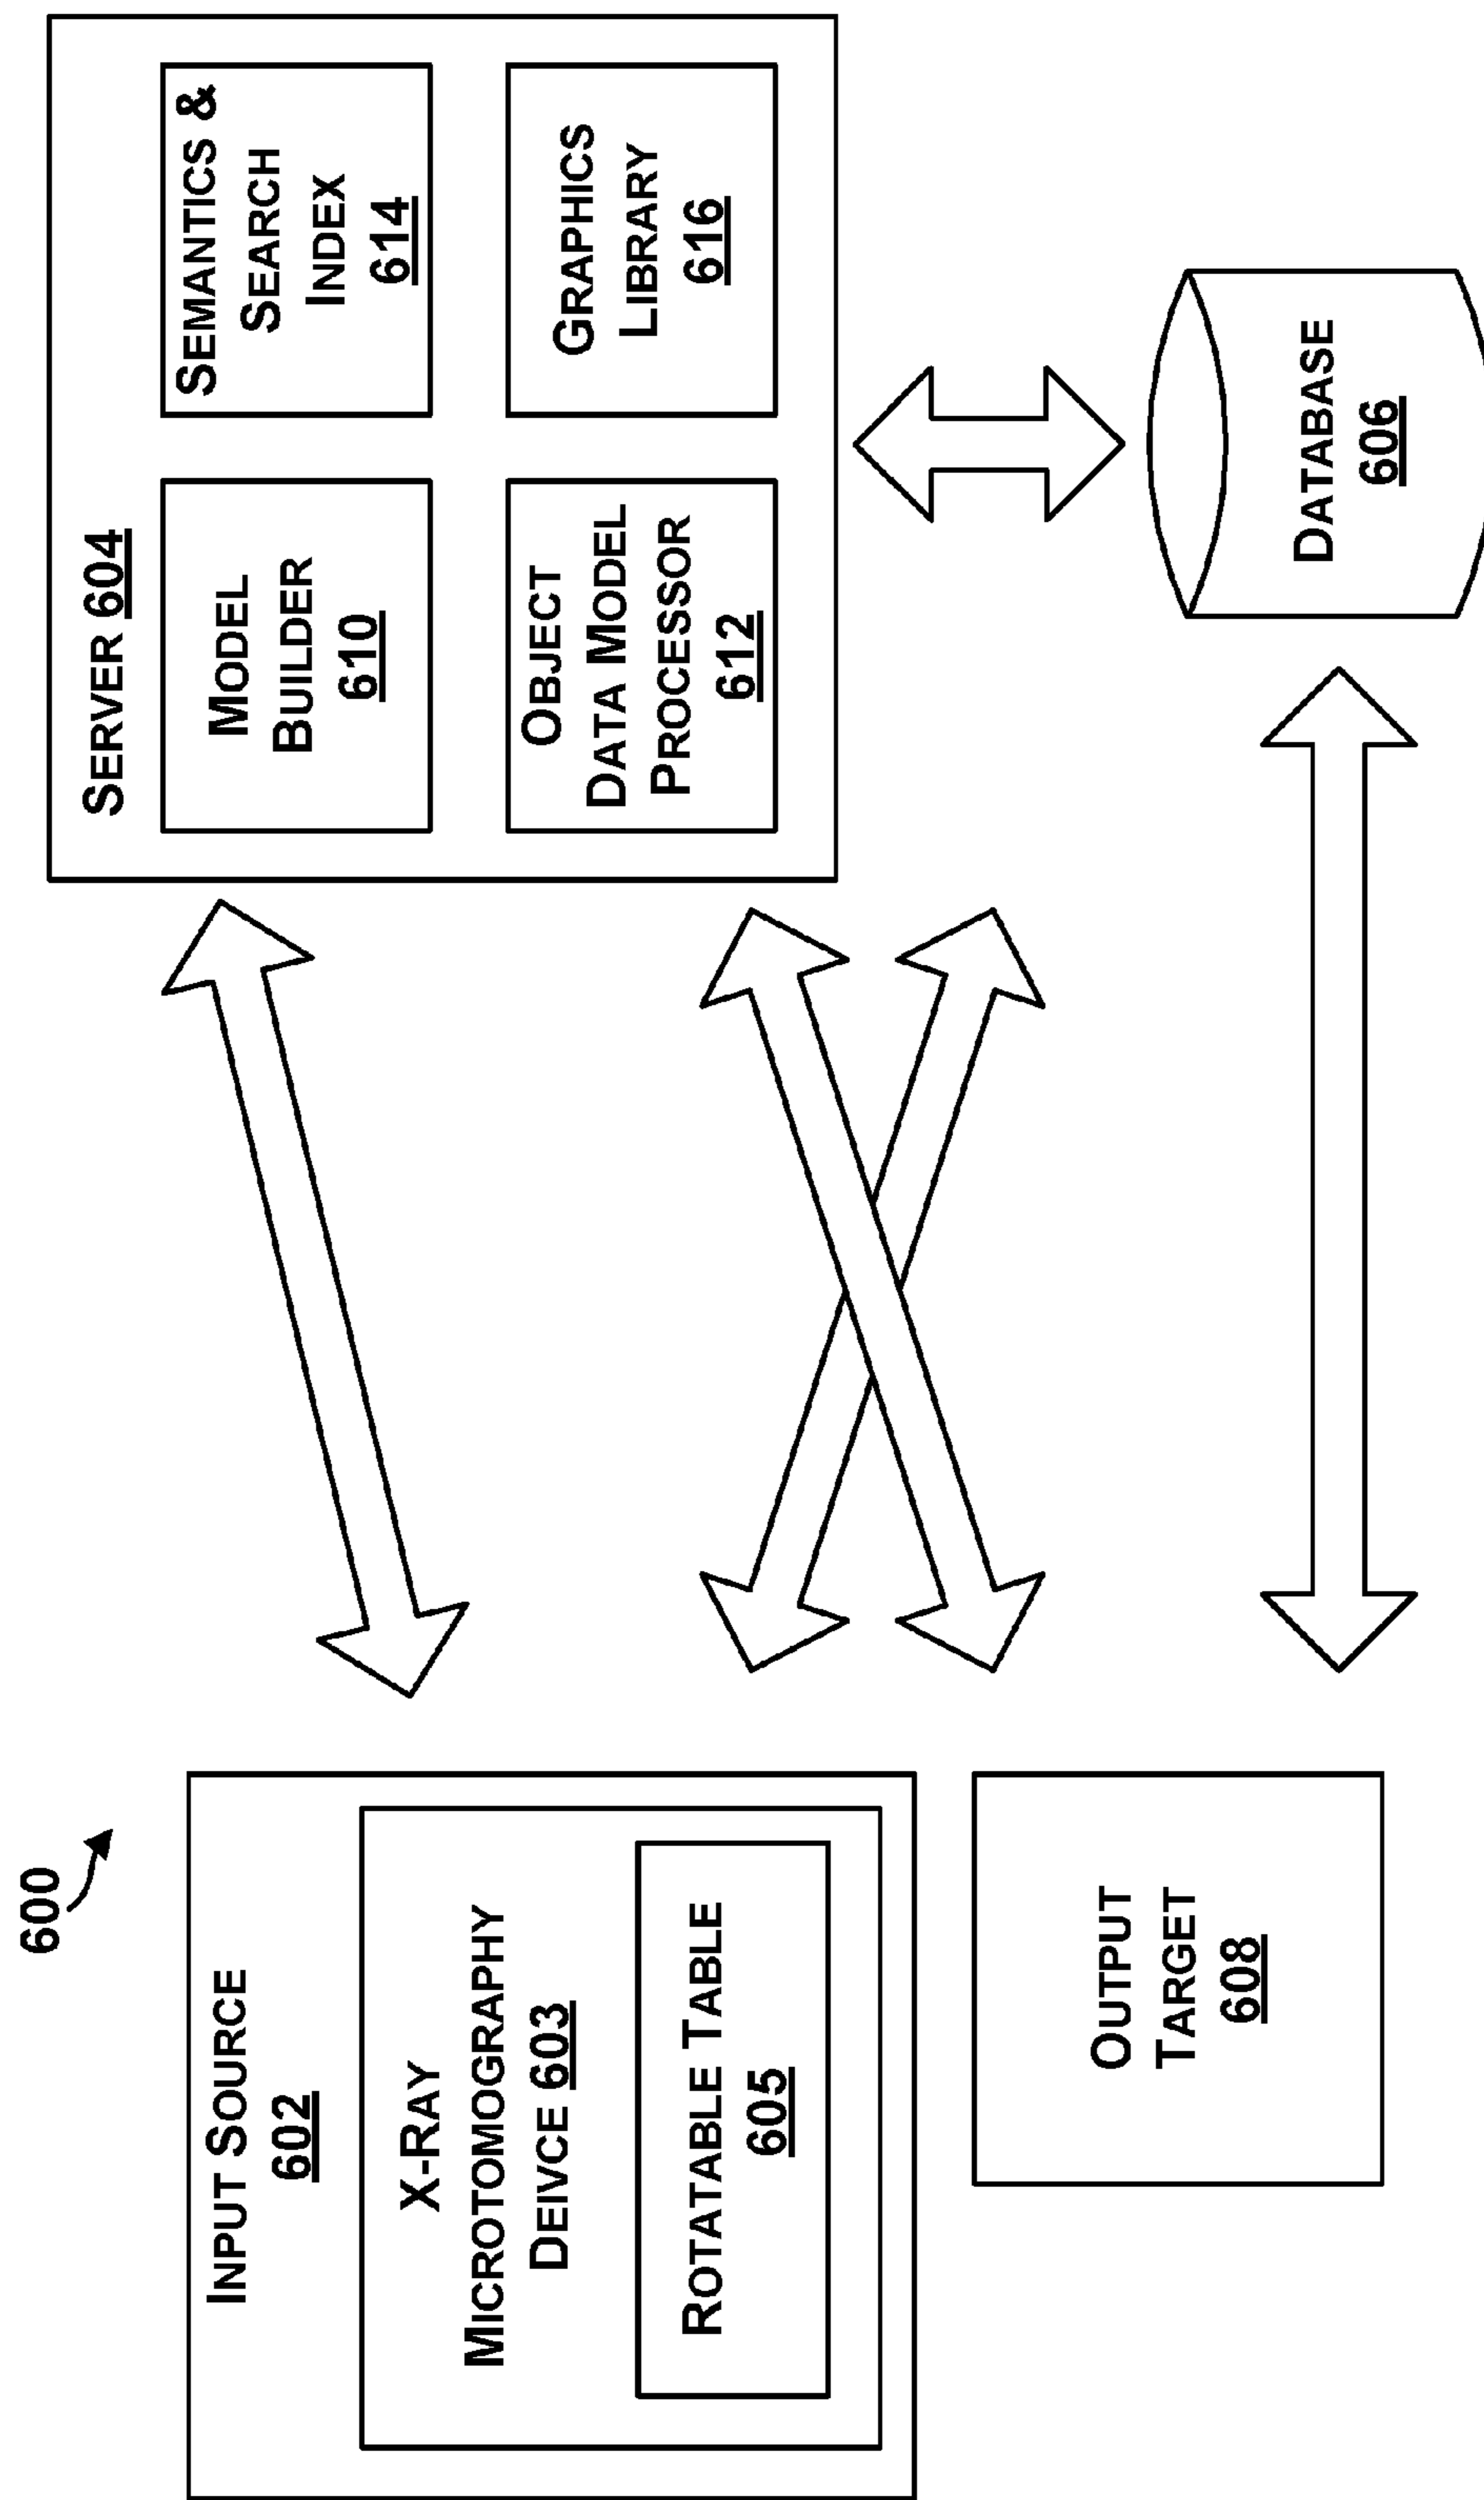 600
INPUT SOURCE
602
X-RAY
MICROTOMOGRAPHY
DEIVCE 603
ROTATABLE TABLE
605
OUTPUT
TARGET
608
SERVER 604
MODEL
BUILDER
610
SEMANTICS &
SEARCH
INDEX
614
OBJECT
DATA MODEL
PROCESSOR
612
GRAPHICS
LIBRARY
616
DATABASE
606